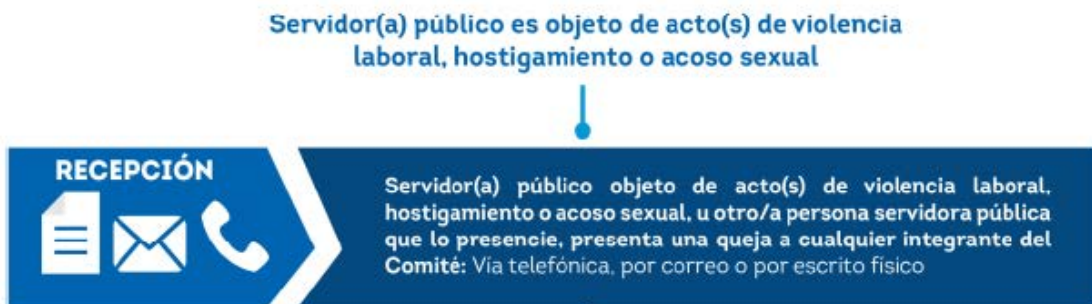 Servidor(a) público es objeto de acto(s) de violencia
laboral, hostigamiento o acoso sexual
RECEPCIÓN
Servidor(a) público objeto de acto(s) de violencia laboral,
hostigamiento o acoso sexual, u otro/a persona servidora pública
que lo presencie, presenta una queja a cualquier integrante del
Comité: Vía telefónica, por correo o por escrito físico